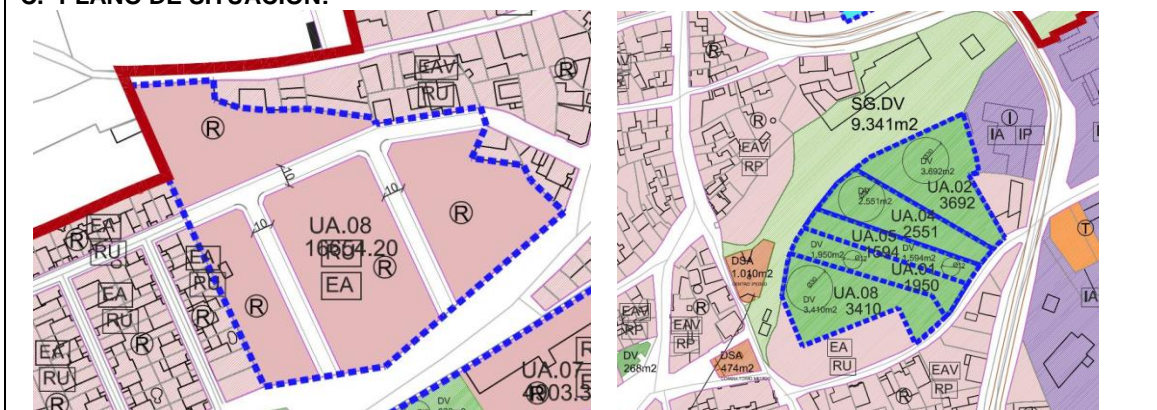 C. PLANO DE SITUACIÓN:
EAV
RU
R
R
10
10
R
UA.08
16654.20
RU
R
EA
R
EA
RU
R
EA
RU
R
EA
RU
R
EA
RU
R
UA.07
R
R
EAV
RP
SG.DV
9.341m2
I
IA IP
DV
3.692m2
UA.02
3692
DV
2.551m2
UA.04
2551
UA.05
1594
DV
1.950m2
DV
1.594m2
UA.01
1950
Ø12
Ø12
DV
3.410m2
UA.08
3410
DSA
1.010m2
T
IA
R
EAV
RP
EAV
RP
DV
268m2
DSA
474m2
EA
RU
EAV
RP
R